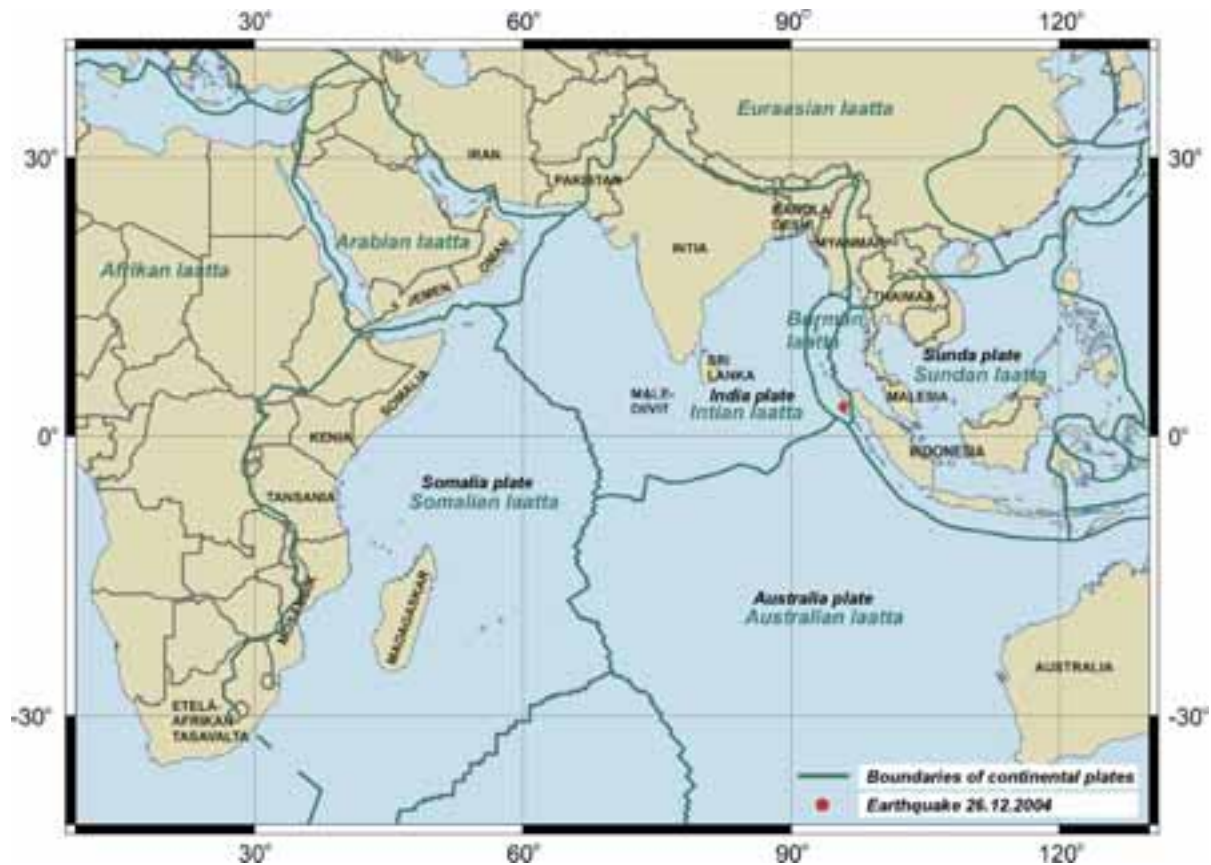 30°
60°
90°
120°
Euraasian laatta
30°
30°
IRAN
PAKISTAN
BANGLA
DESH
Arabian laatta
OMAN
INTIA
MYANMAR
Afrikan laatta
JEMEN
THAIMAA
Burman
laatta
Sunda plate
Sundan laatta
SRI
LANKA
SOMALIA
MALE-
DIIVIT
India plate
Intian laatta
MALESIA
0°
0°
KENIA
INDONESIA
Somalia plate
Somalian laatta
TANSANIA
Australia plate
Australian laatta
MADAGASKAR
AUSTRALIA
ETELÄ-
AFRIKAN
TASAVALTA
-30°
-30°
Boundaries of continental plates
Earthquake 26.12.2004
30°
60°
90°
120°